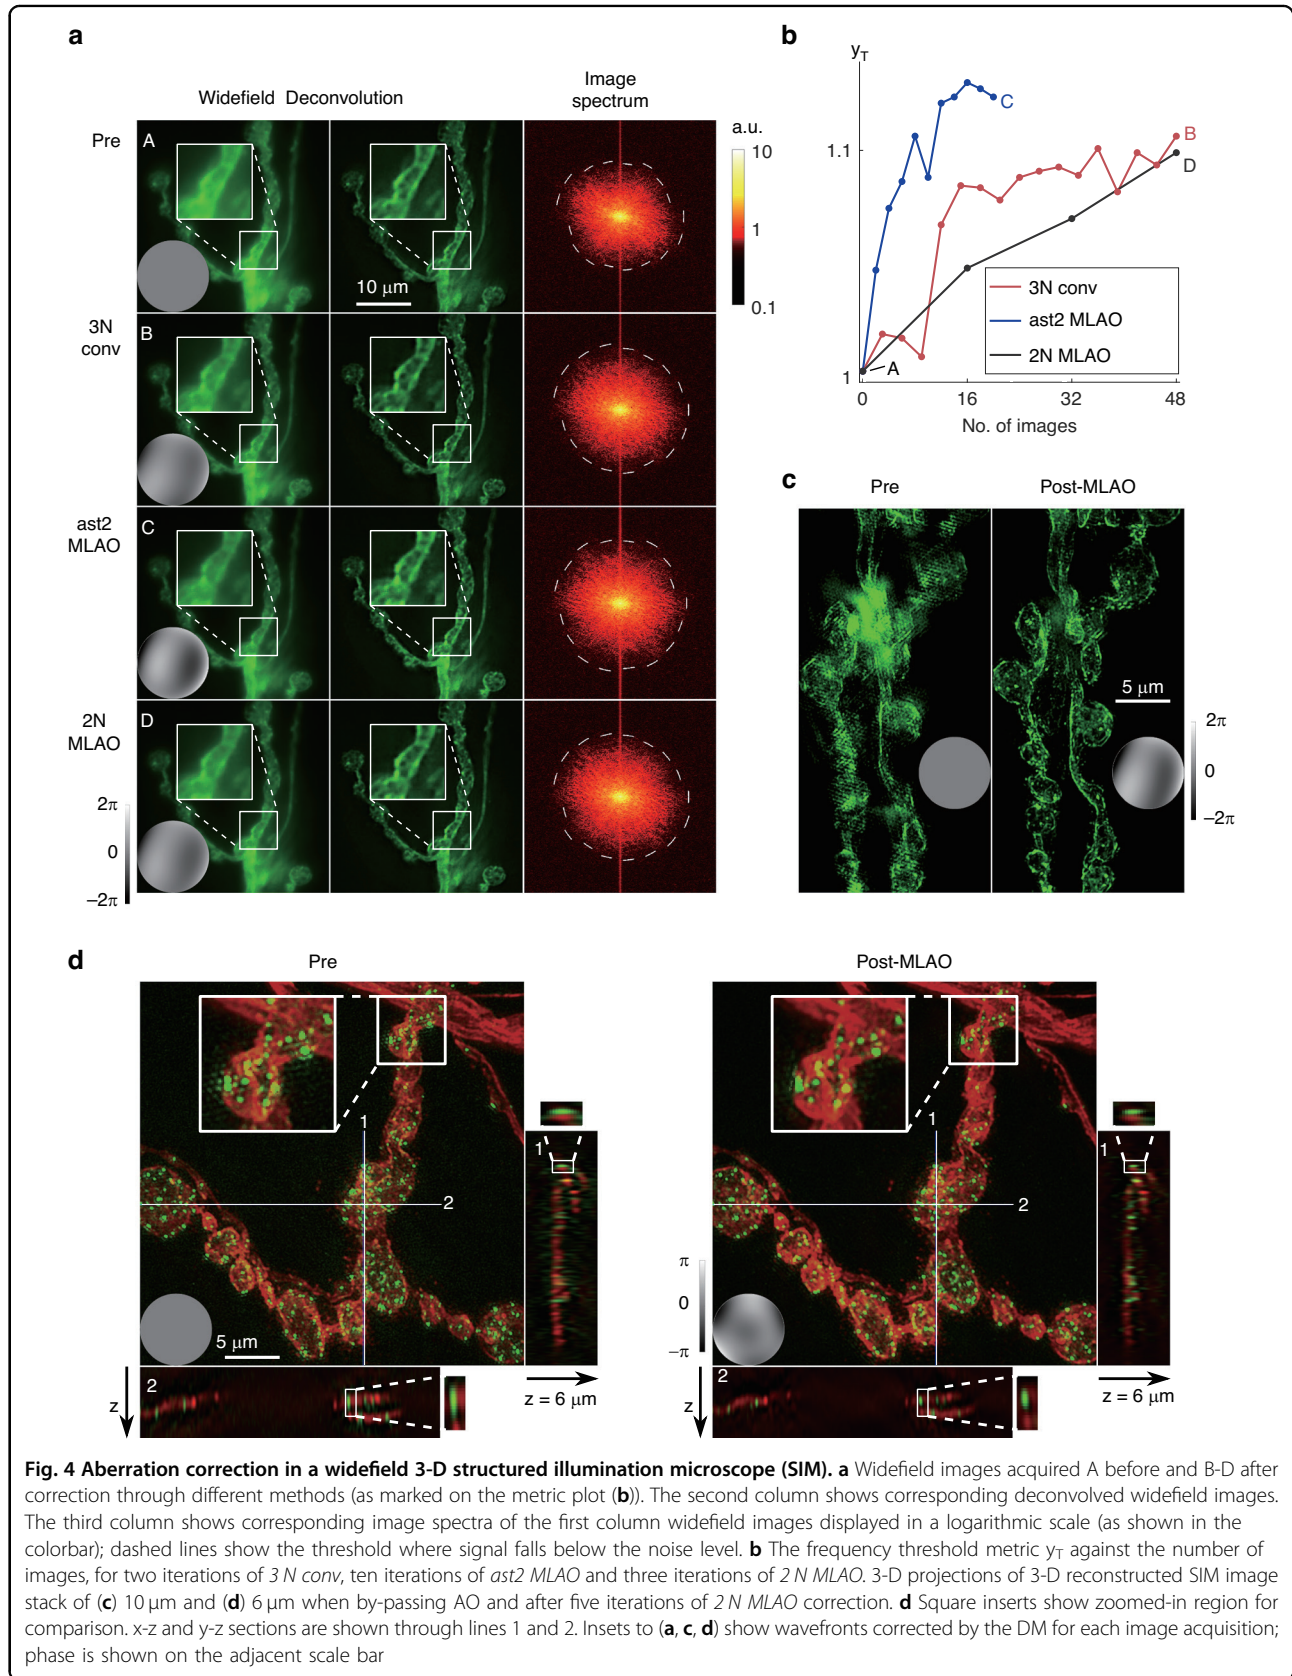 a
Widefield Deconvolution
Image
spectrum
Pre
A
10 μm
a.u.
10
1
0.1
3N
conv
B
ast2
MLAO
C
2N
MLAO
D
2π
0
−2π
b
yT
1.1
1
A
C
B
D
3N conv
ast2 MLAO
2N MLAO
0 16 32 48
No. of images
c
Pre Post-MLAO
5 μm
2π
0
−2π
d
Pre
1
2
5 μm
1
z = 6 μm
2
z
Post-MLAO
1
2
π
0
−π
1
z = 6 μm
2
z
Fig. 4 Aberration correction in a widefield 3-D structured illumination microscope (SIM). a Widefield images acquired A before and B-D after
correction through different methods (as marked on the metric plot (b)). The second column shows corresponding deconvolved widefield images.
The third column shows corresponding image spectra of the first column widefield images displayed in a logarithmic scale (as shown in the
colorbar); dashed lines show the threshold where signal falls below the noise level. b The frequency threshold metric yT against the number of
images, for two iterations of 3 N conv, ten iterations of ast2 MLAO and three iterations of 2 N MLAO. 3-D projections of 3-D reconstructed SIM image
stack of (c) 10 μm and (d) 6 μm when by-passing AO and after five iterations of 2 N MLAO correction. d Square inserts show zoomed-in region for
comparison. x-z and y-z sections are shown through lines 1 and 2. Insets to (a, c, d) show wavefronts corrected by the DM for each image acquisition;
phase is shown on the adjacent scale bar